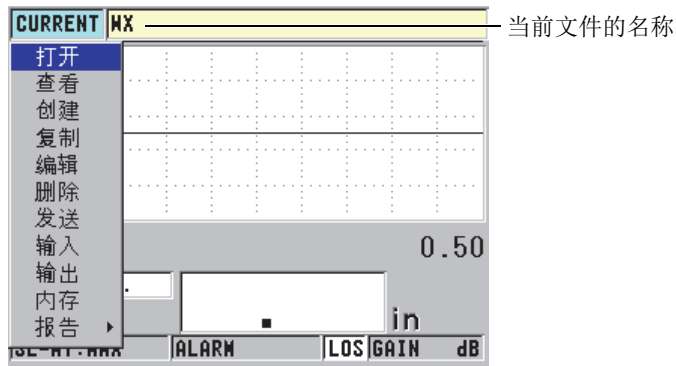 CURRENT WX
当前文件的名称
打开
查看
创建
复制
编辑
删除
发送
输入
输出
内存
报告
0.50
in
ALARM
LOS GAIN dB